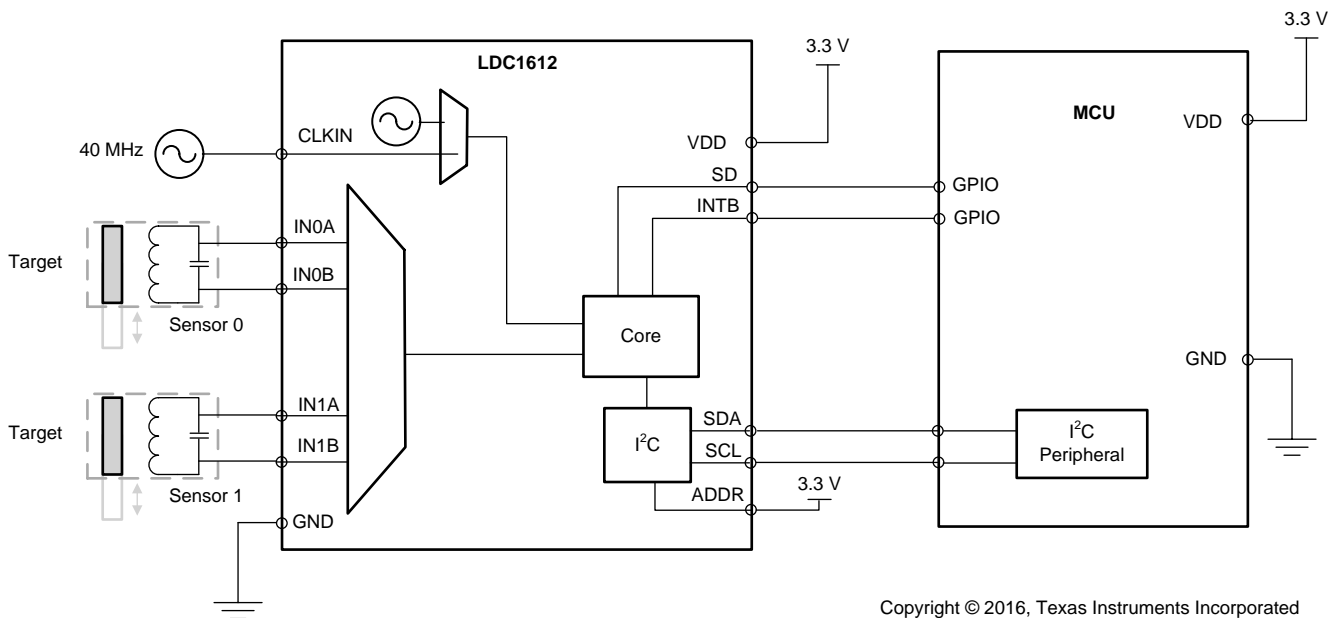 3.3 V
3.3 V
LDC1612
MCU
40 MHz
CLKIN
VDD
VDD
SD
GPIO
INTB
GPIO
IN0A
Target
IN0B
Sensor 0
Core
GND
IN1A
SDA
Target
IN1B
I²C
SCL
I²C
Peripheral
Sensor 1
ADDR
3.3 V
GND
Copyright © 2016, Texas Instruments Incorporated